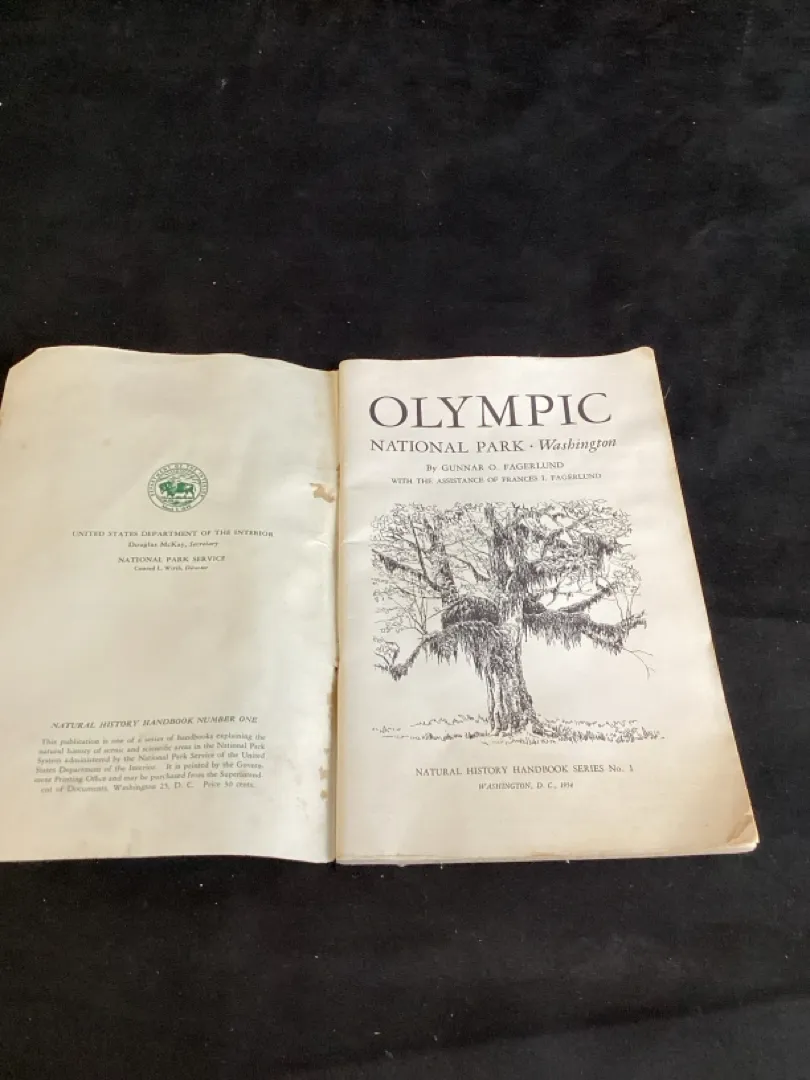 DEPARTMENT OF THE INTERIOR
UNITED STATES DEPARTMENT OF THE INTERIOR
Douglas McKay, Secretary
NATIONAL PARK SERVICE
Conrad L. Wirth, Director
NATURAL HISTORY HANDBOOK NUMBER ONE
This publication is one of a series of handbooks explaining the
natural history of scenic and scientific areas in the National Park
System administered by the National Park Service of the United
States Department of the Interior. It is printed by the Govern-
ment Printing Office and may be purchased from the Superintend-
ent of Documents, Washington 25, D. C. Price 30 cents.
OLYMPIC
NATIONAL PARK · Washington
By GUNNAR O. FAGERLUND
WITH THE ASSISTANCE OF FRANCES I. FAGERLUND
NATURAL HISTORY HANDBOOK SERIES No. 1
WASHINGTON, D. C., 1954